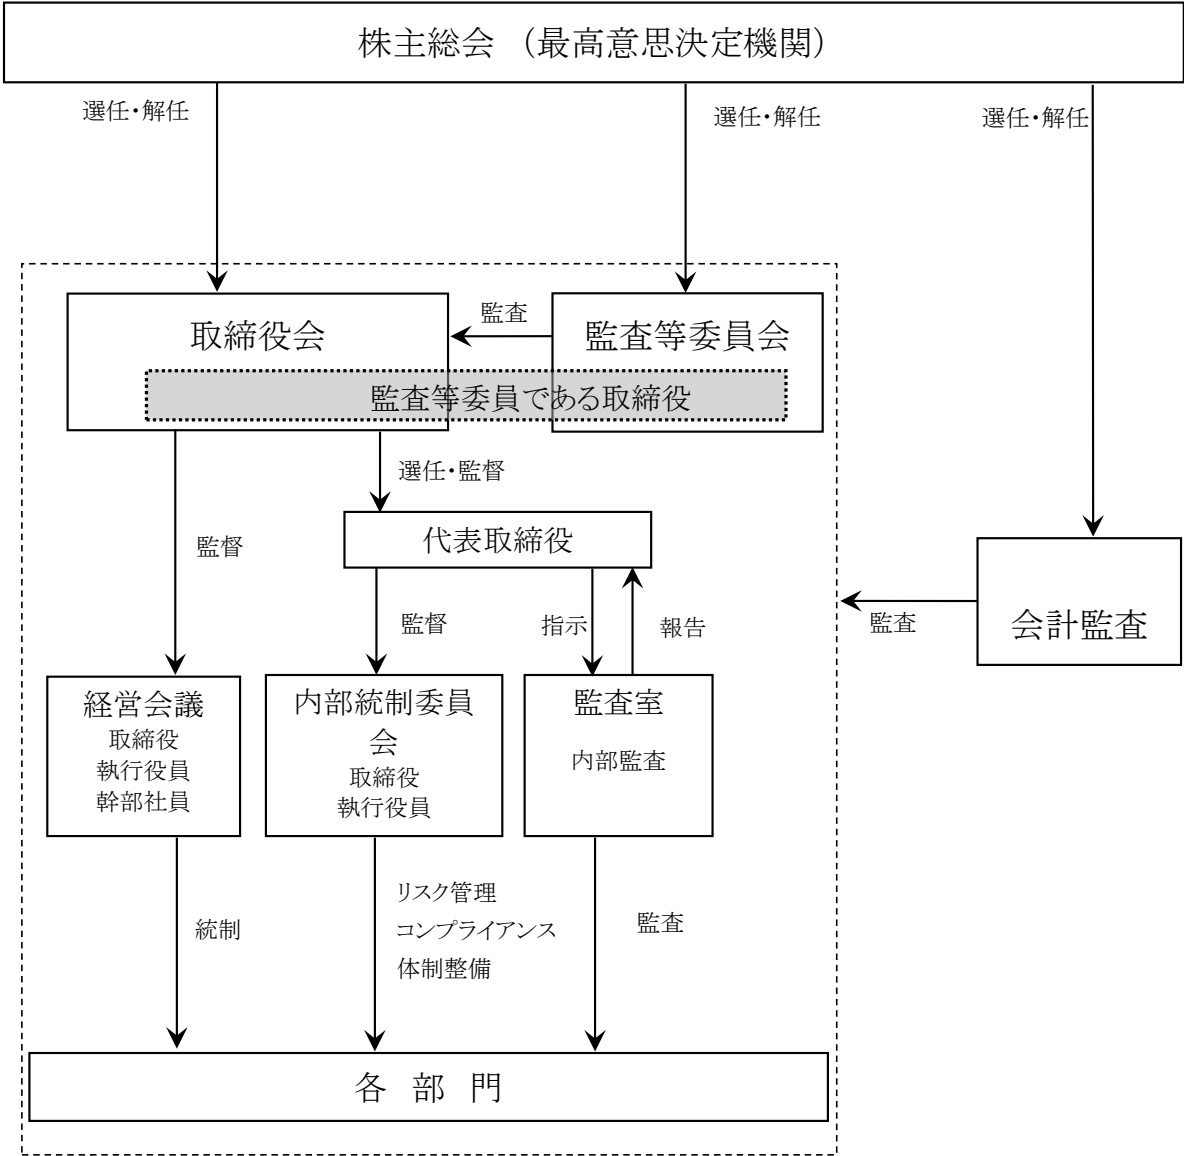 株主総会 (最高意思決定機関)
選任・解任
選任・解任
選任・解任
取締役会
監査
監査等委員会
監査等委員である取締役
選任・監督
監督
代表取締役
監督
指示
報告
監査
会計監査
経営会議
取締役
執行役員
幹部社員
内部統制委員
会
取締役
執行役員
監査室
内部監査
統制
リスク管理
コンプライアンス
体制整備
監査
各 部 門